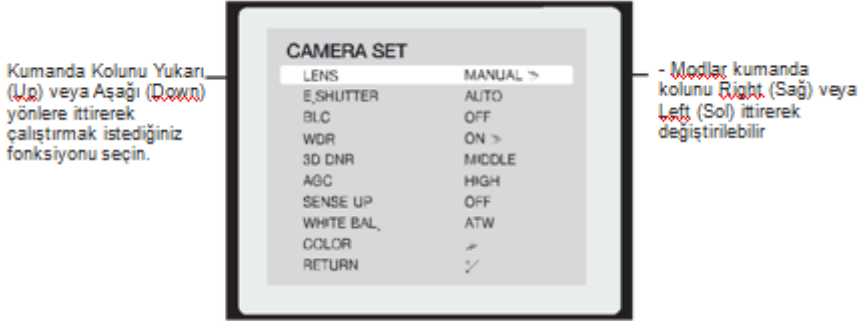 Kumanda Kolunu Yukarı
(Up) veya Aşağı (Down)
yönlere ittirerek
çalıştırmak istediğiniz
fonksiyonu seçin.
CAMERA SET
LENS MANUAL >
E.SHUTTER AUTO
BLC OFF
WDR ON >
3D DNR MIDDLE
AGC HIGH
SENSE UP OFF
WHITE BAL. ATW
COLOR
RETURN
- Modlar kumanda
kolunu Right (Sağ) veya
Left (Sol) ittirerek
değiştirilebilir